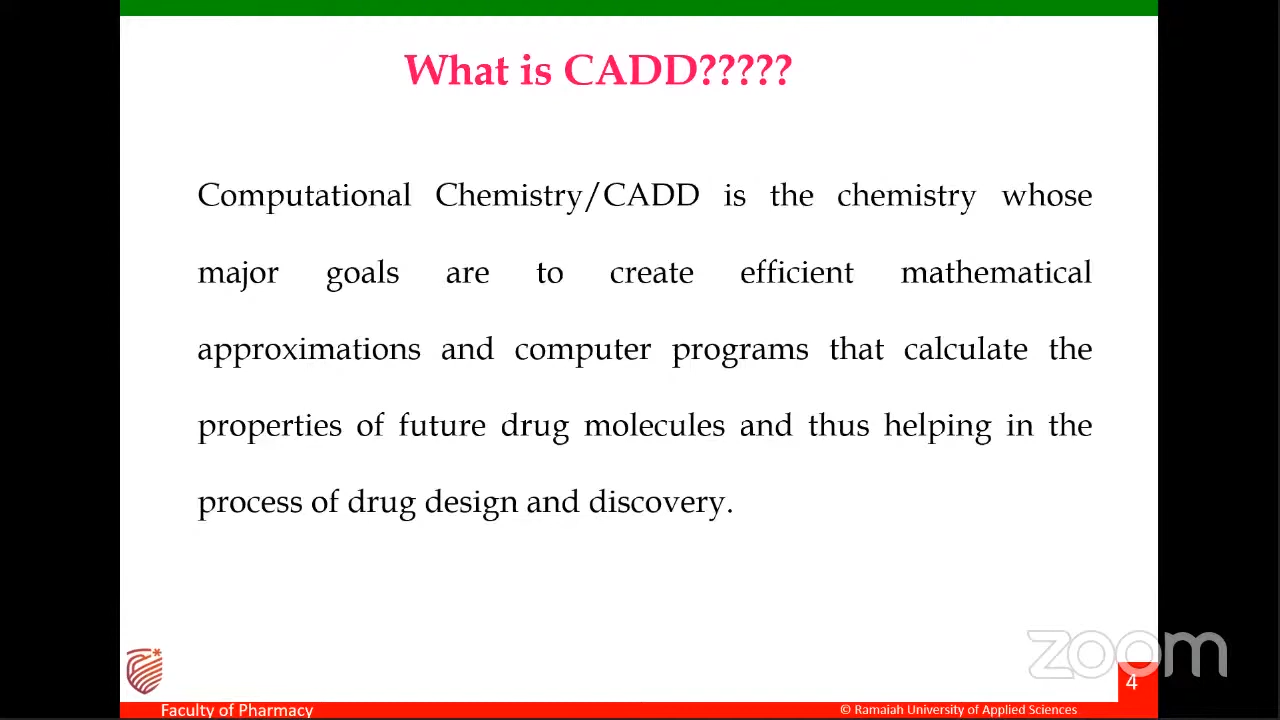 What is CADD?????
Computational Chemistry/CADD is the chemistry whose
major goals are to create efficient mathematical
approximations and computer programs that calculate the
properties of future drug molecules and thus helping in the
process of drug design and discovery.
zoom
4
Faculty of Pharmacy
© Ramaiah University of Applied Sciences